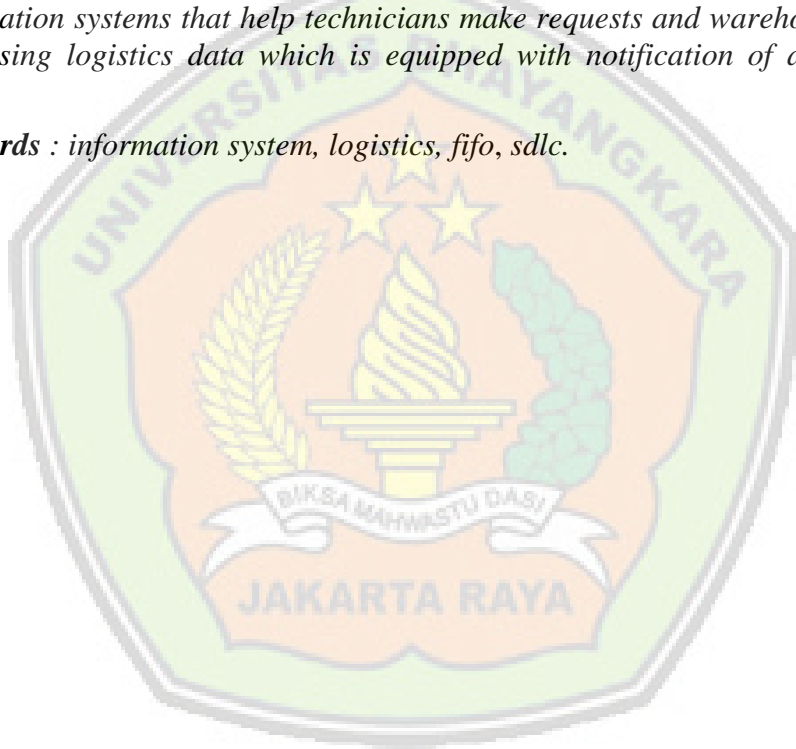 ation systems that help technicians make requests and wareho
sing logistics data which is equipped with notification of a
rds : information system, logistics, fifo, sdlc.
UNIVERSITAS BHAYANGKARA
BIKSA MAHWASTU DASI
JAKARTA RAYA